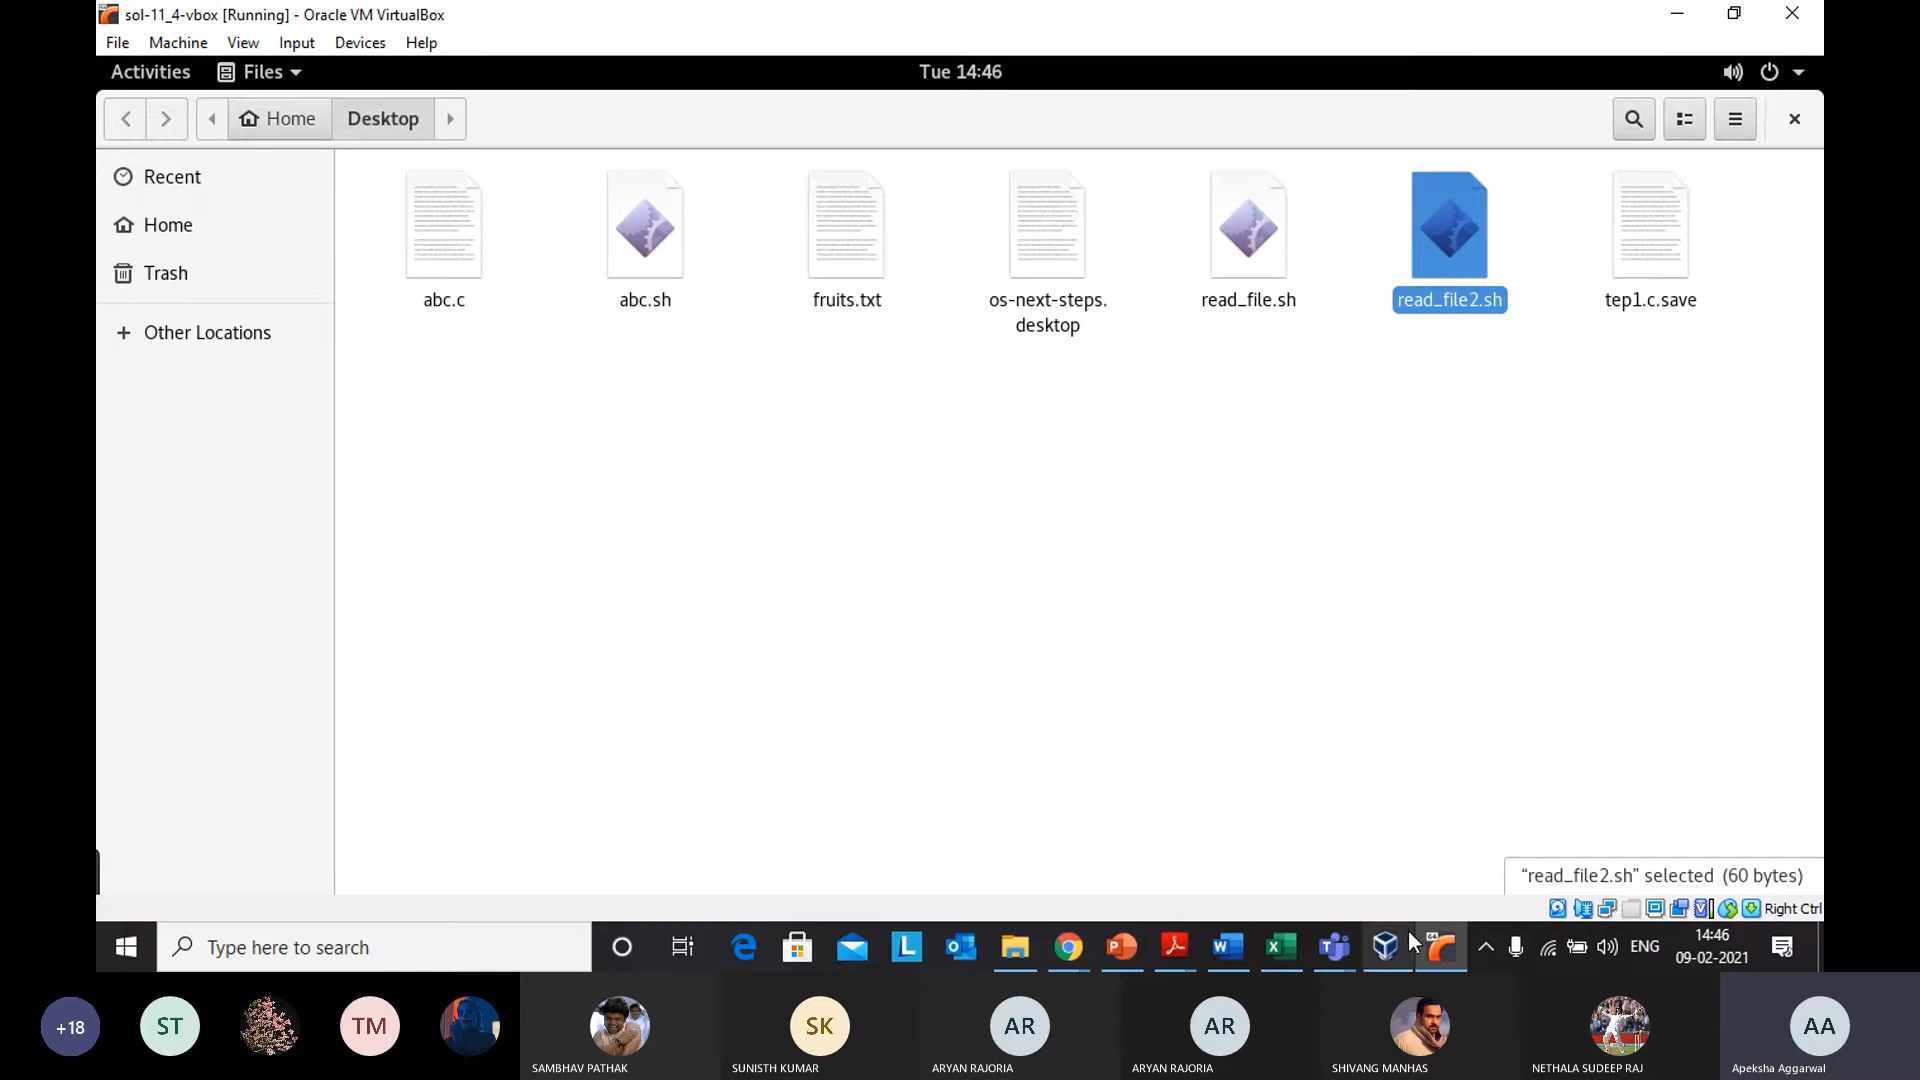 sol-11_4-vbox [Running] - Oracle VM VirtualBox
File Machine View Input Devices Help
Activities Files Tue 14:46
Home Desktop
Recent
Home
Trash
Other Locations
abc.c abc.sh fruits.txt os-next-steps. read_file.sh read_file2.sh tep1.c.save
desktop
“read_file2.sh” selected (60 bytes)
Right Ctrl
Type here to search
L
ENG
14:46
09-02-2021
+18 ST TM SK AR AR AA
SAMBHAV PATHAK SUNISTH KUMAR ARYAN RAJORIA ARYAN RAJORIA SHIVANG MANHAS NETHALA SUDEEP RAJ Apeksha Aggarwal